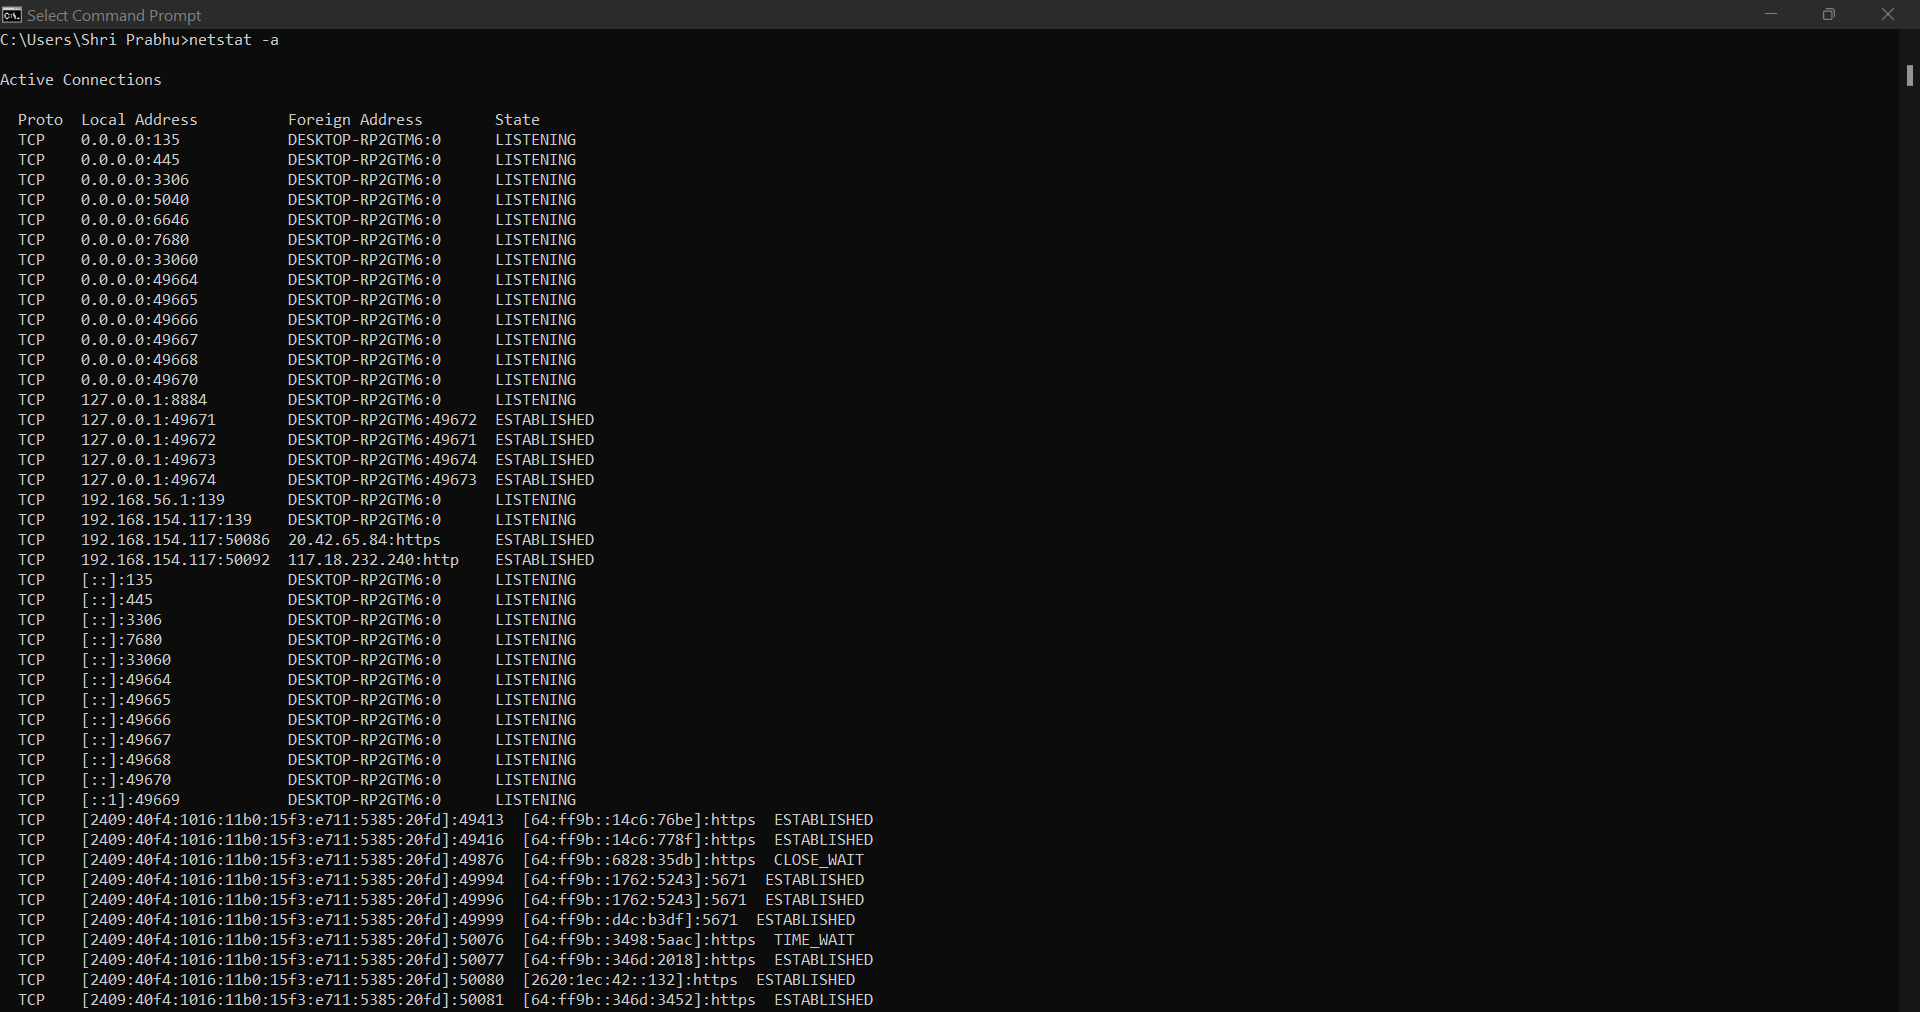 Select Command Prompt
C:\Users\Shri Prabhu>netstat -a
Active Connections
Proto  Local Address          Foreign Address        State
TCP    0.0.0.0:135            DESKTOP-RP2GTM6:0      LISTENING
TCP    0.0.0.0:445            DESKTOP-RP2GTM6:0      LISTENING
TCP    0.0.0.0:3306           DESKTOP-RP2GTM6:0      LISTENING
TCP    0.0.0.0:5040           DESKTOP-RP2GTM6:0      LISTENING
TCP    0.0.0.0:6646           DESKTOP-RP2GTM6:0      LISTENING
TCP    0.0.0.0:7680           DESKTOP-RP2GTM6:0      LISTENING
TCP    0.0.0.0:33060          DESKTOP-RP2GTM6:0      LISTENING
TCP    0.0.0.0:49664          DESKTOP-RP2GTM6:0      LISTENING
TCP    0.0.0.0:49665          DESKTOP-RP2GTM6:0      LISTENING
TCP    0.0.0.0:49666          DESKTOP-RP2GTM6:0      LISTENING
TCP    0.0.0.0:49667          DESKTOP-RP2GTM6:0      LISTENING
TCP    0.0.0.0:49668          DESKTOP-RP2GTM6:0      LISTENING
TCP    0.0.0.0:49670          DESKTOP-RP2GTM6:0      LISTENING
TCP    127.0.0.1:8884         DESKTOP-RP2GTM6:0      LISTENING
TCP    127.0.0.1:49671        DESKTOP-RP2GTM6:49672  ESTABLISHED
TCP    127.0.0.1:49672        DESKTOP-RP2GTM6:49671  ESTABLISHED
TCP    127.0.0.1:49673        DESKTOP-RP2GTM6:49674  ESTABLISHED
TCP    127.0.0.1:49674        DESKTOP-RP2GTM6:49673  ESTABLISHED
TCP    192.168.56.1:139       DESKTOP-RP2GTM6:0      LISTENING
TCP    192.168.154.117:139    DESKTOP-RP2GTM6:0      LISTENING
TCP    192.168.154.117:50086  20.42.65.84:https      ESTABLISHED
TCP    192.168.154.117:50092  117.18.232.240:http    ESTABLISHED
TCP    [::]:135               DESKTOP-RP2GTM6:0      LISTENING
TCP    [::]:445               DESKTOP-RP2GTM6:0      LISTENING
TCP    [::]:3306              DESKTOP-RP2GTM6:0      LISTENING
TCP    [::]:7680              DESKTOP-RP2GTM6:0      LISTENING
TCP    [::]:33060             DESKTOP-RP2GTM6:0      LISTENING
TCP    [::]:49664             DESKTOP-RP2GTM6:0      LISTENING
TCP    [::]:49665             DESKTOP-RP2GTM6:0      LISTENING
TCP    [::]:49666             DESKTOP-RP2GTM6:0      LISTENING
TCP    [::]:49667             DESKTOP-RP2GTM6:0      LISTENING
TCP    [::]:49668             DESKTOP-RP2GTM6:0      LISTENING
TCP    [::]:49670             DESKTOP-RP2GTM6:0      LISTENING
TCP    [::1]:49669            DESKTOP-RP2GTM6:0      LISTENING
TCP    [2409:40f4:1016:11b0:15f3:e711:5385:20fd]:49413  [64:ff9b::14c6:76be]:https  ESTABLISHED
TCP    [2409:40f4:1016:11b0:15f3:e711:5385:20fd]:49416  [64:ff9b::14c6:778f]:https  ESTABLISHED
TCP    [2409:40f4:1016:11b0:15f3:e711:5385:20fd]:49876  [64:ff9b::6828:35db]:https  CLOSE_WAIT
TCP    [2409:40f4:1016:11b0:15f3:e711:5385:20fd]:49994  [64:ff9b::1762:5243]:5671  ESTABLISHED
TCP    [2409:40f4:1016:11b0:15f3:e711:5385:20fd]:49996  [64:ff9b::1762:5243]:5671  ESTABLISHED
TCP    [2409:40f4:1016:11b0:15f3:e711:5385:20fd]:49999  [64:ff9b::d4c:b3df]:5671  ESTABLISHED
TCP    [2409:40f4:1016:11b0:15f3:e711:5385:20fd]:50076  [64:ff9b::3498:5aac]:https  TIME_WAIT
TCP    [2409:40f4:1016:11b0:15f3:e711:5385:20fd]:50077  [64:ff9b::346d:2018]:https  ESTABLISHED
TCP    [2409:40f4:1016:11b0:15f3:e711:5385:20fd]:50080  [2620:1ec:42::132]:https  ESTABLISHED
TCP    [2409:40f4:1016:11b0:15f3:e711:5385:20fd]:50081  [64:ff9b::346d:3452]:https  ESTABLISHED